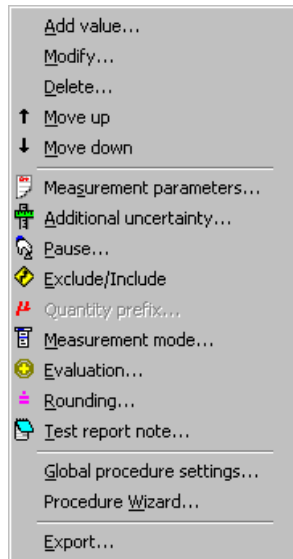 Add value...
Modify...
Delete...
Move up
Move down
Measurement parameters...
Additional uncertainty...
Pause...
Exclude/Include
Quantity prefix...
Measurement mode...
Evaluation...
Rounding...
Test report note...
Global procedure settings...
Procedure Wizard...
Export...